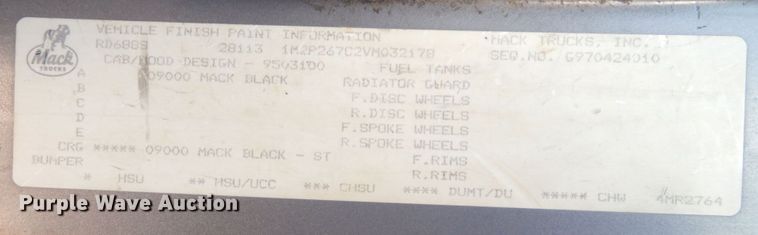 VEHICLE FINISH PAINT INFORMATION
RD688S 28113 1M2P267C2VM032178 MACK TRUCKS, INC.
CAB/HOOD DESIGN - 9503100 FUEL TANKS SEQ.NO. G970424010
Mack
TRUCKS
A 09000 MACK BLACK RADIATOR GUARD
B F.DISC WHEELS
C R.DISC WHEELS
D F.SPOKE WHEELS
E R.SPOKE WHEELS
CRG ***** 09000 MACK BLACK - ST F.RIMS
BUMPER R.RIMS
* HSU ** HSU/UCC *** CHSU **** DUMT/DU ***** CHW 4MR2764
Purple Wave Auction